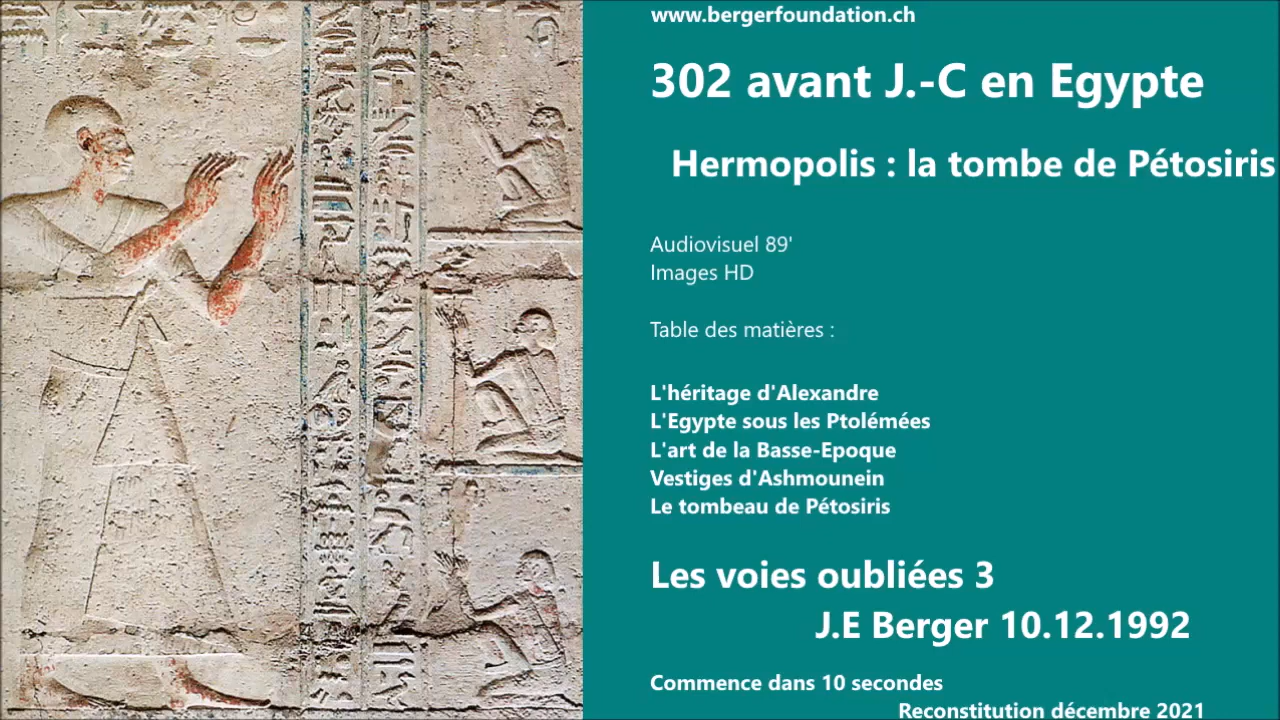 www.bergerfoundation.ch
302 avant J.-C en Egypte
Hermopolis : la tombe de Pétosiris
Audiovisuel 89'
Images HD
Table des matières :
L'héritage d'Alexandre
L'Egypte sous les Ptolémées
L'art de la Basse-Epoque
Vestiges d'Ashmounein
Le tombeau de Pétosiris
Les voies oubliées 3
J.E Berger 10.12.1992
Commence dans 10 secondes
Reconstitution décembre 2021